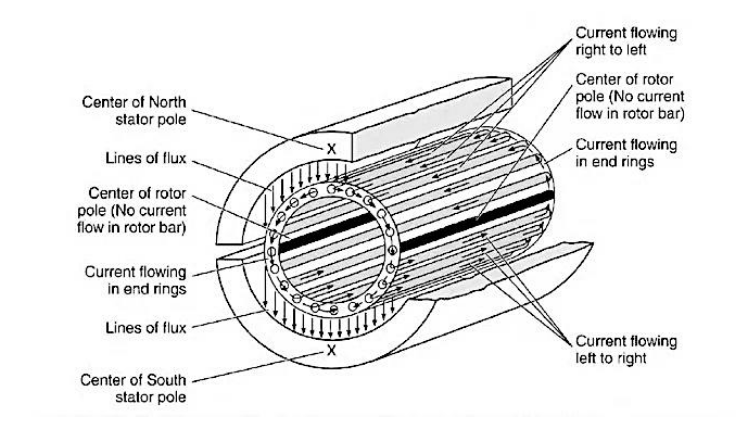 Current flowing
right to left
Center of rotor
pole (No current
flow in rotor bar)
Current flowing
in end rings
Center of North
stator pole
X
Lines of flux
Center of rotor
pole (No current
flow in rotor bar)
Current flowing
in end rings
Lines of flux
X
Center of South
stator pole
Current flowing
left to right